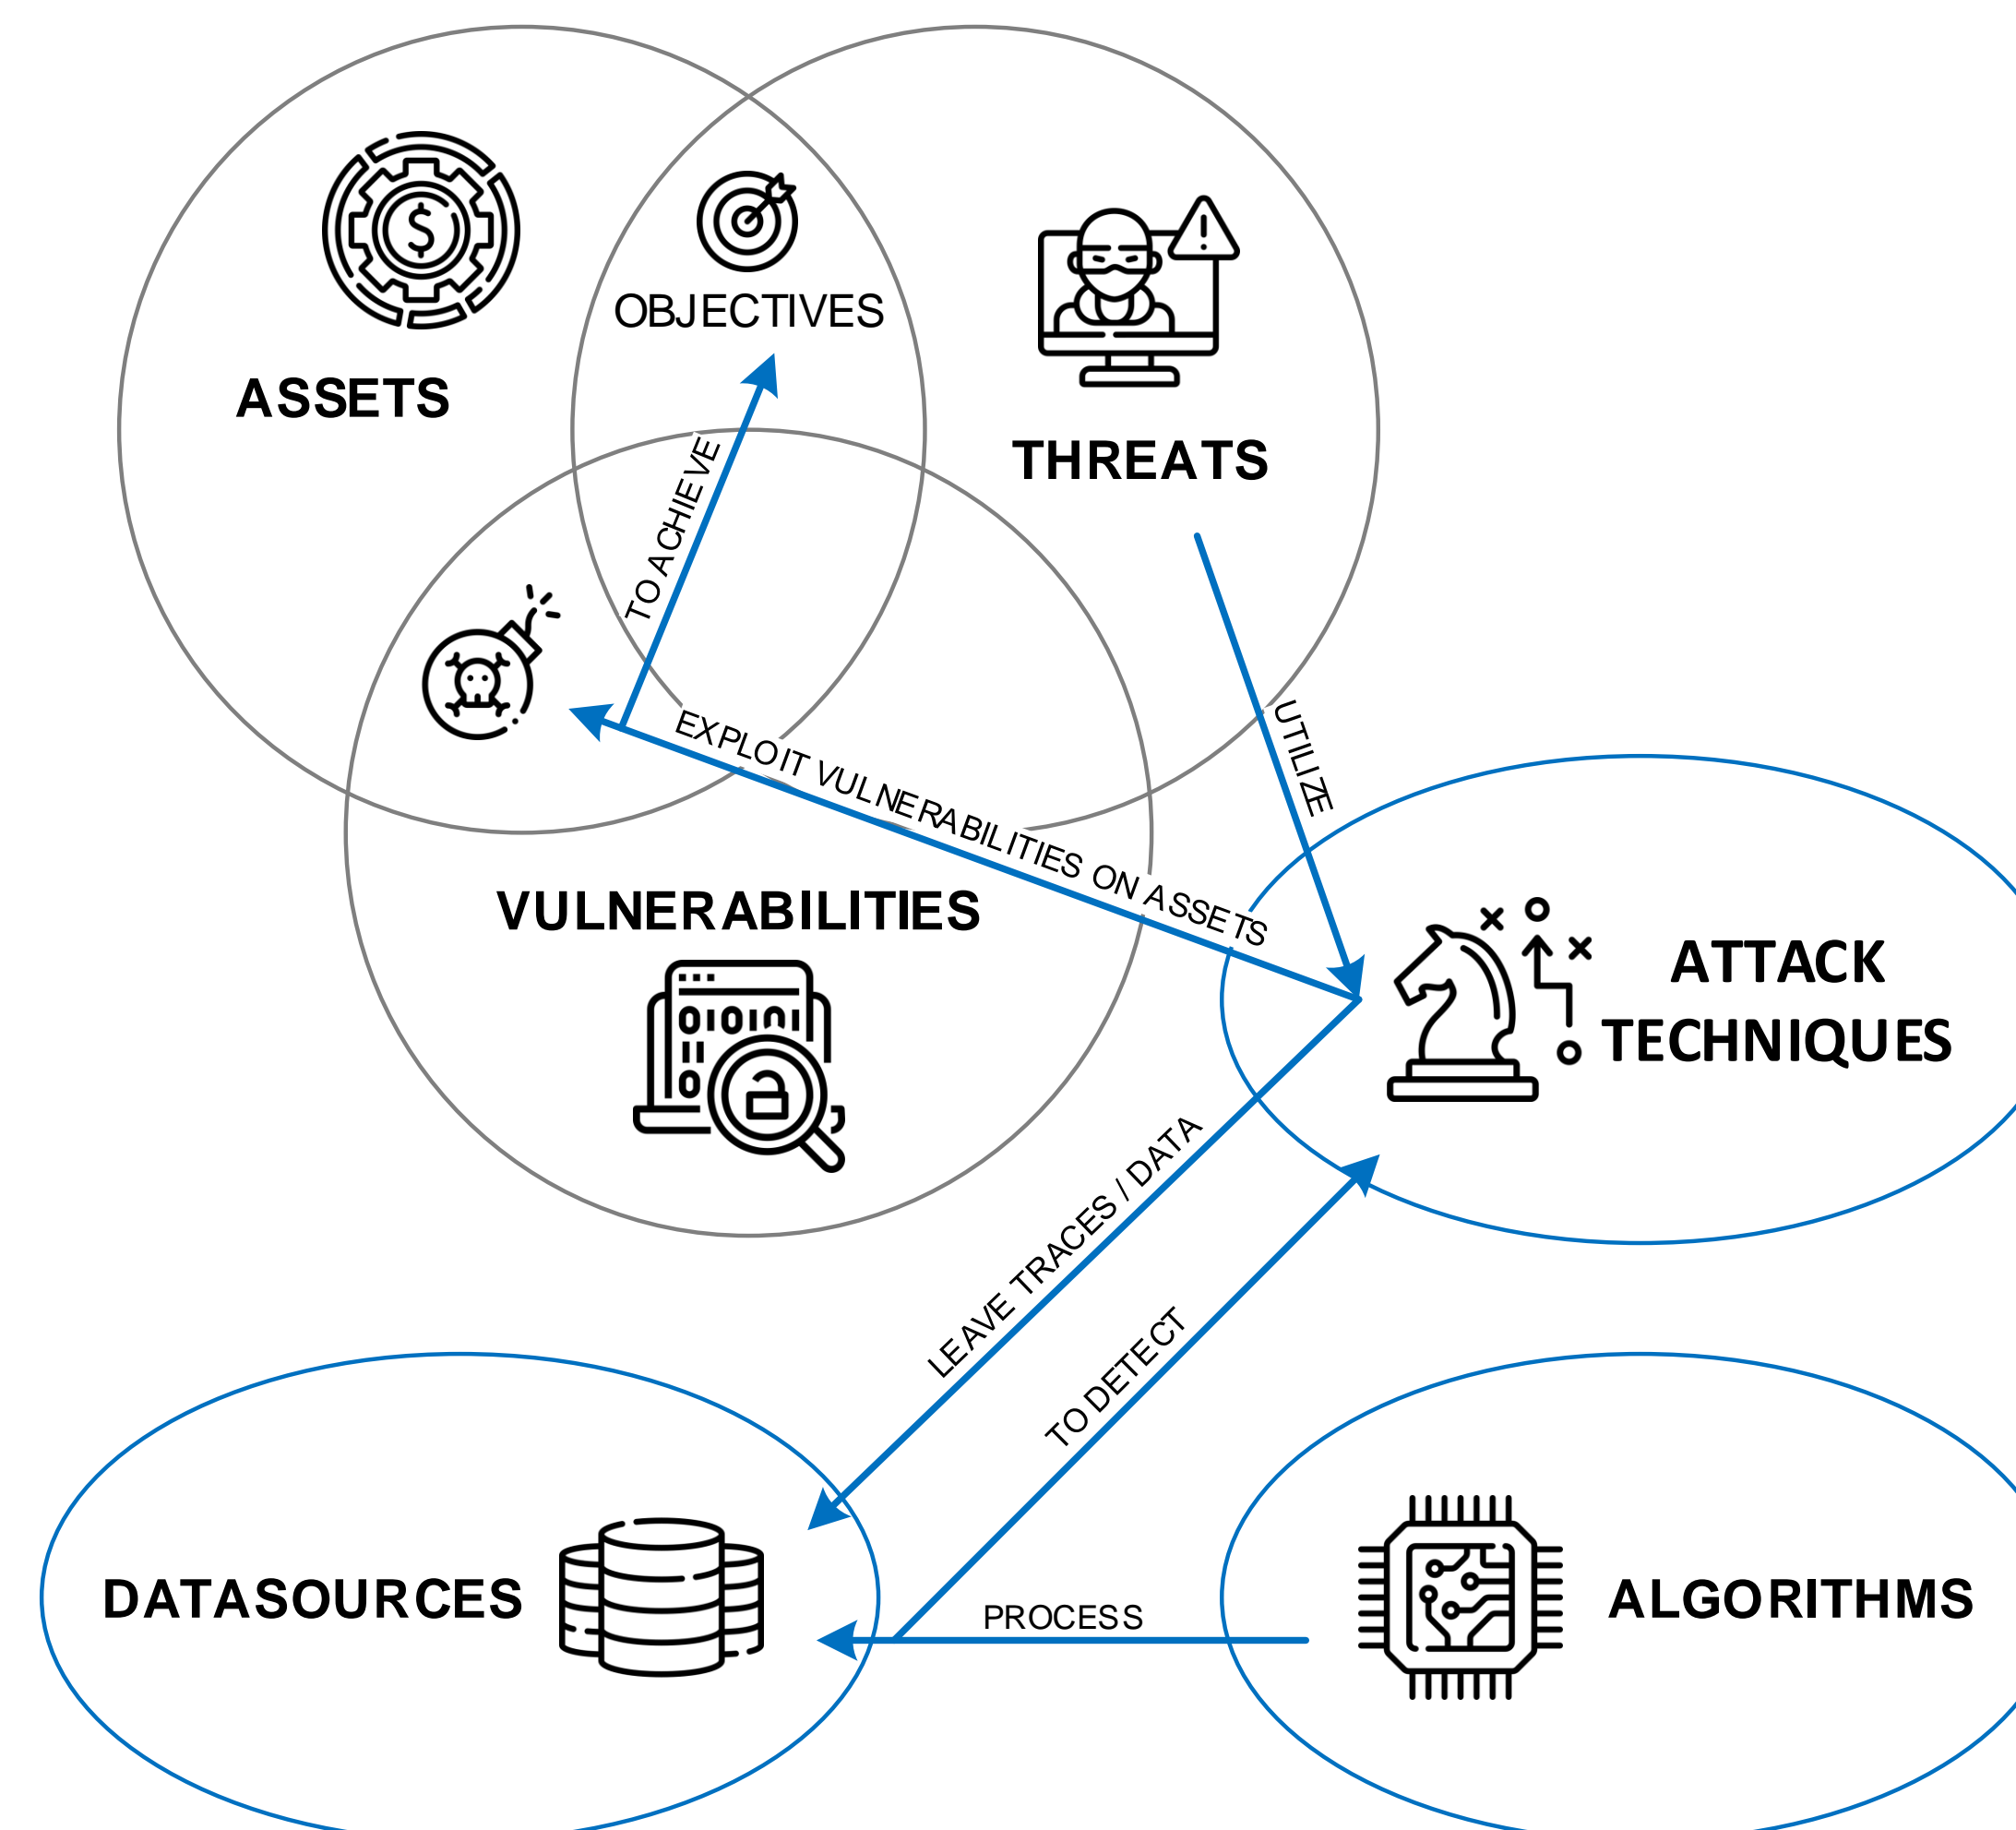 OBJECTIVES
ASSETS
THREATS
TO ACHIEVE
UTILIZE
EXPLOIT VULNERABILITIES ON ASSETS
VULNERABILITIES
ATTACK
TECHNIQUES
LEAVE TRACES / DATA
TO DETECT
DATASOURCES
PROCESS
ALGORITHMS